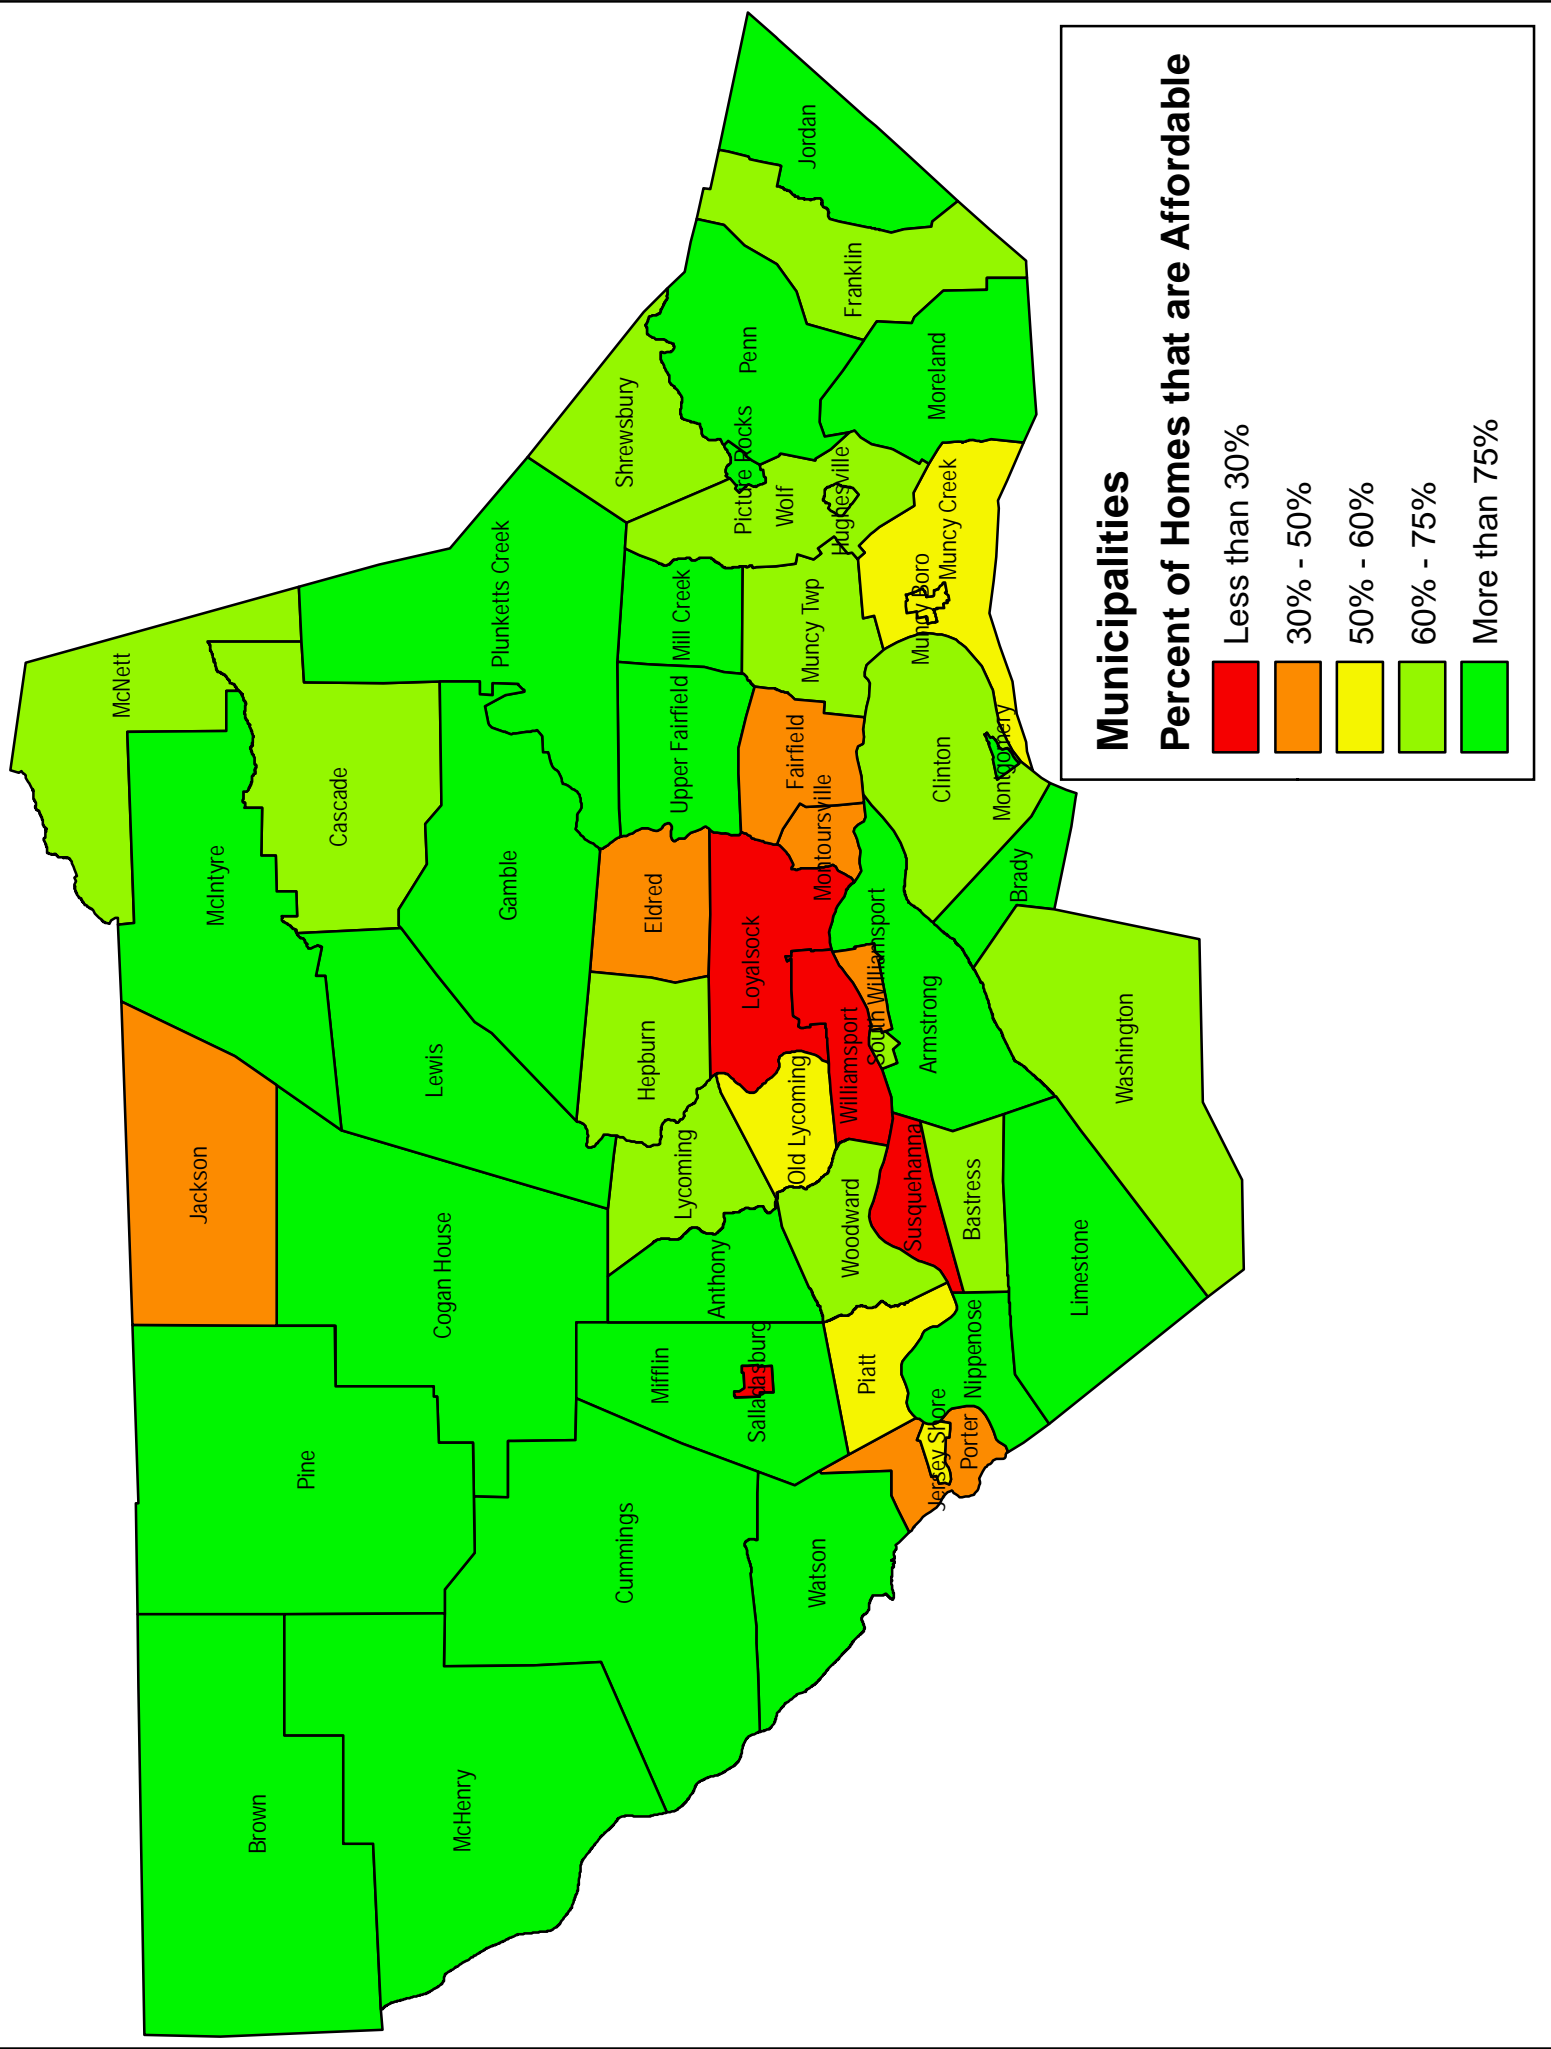 McNett
Jackson
McIntyre
Pine
Brown
Cascade
Lewis
Cogan House
McHenry
Plunketts Creek
Gamble
Shrewsbury
Eldred
Hepburn
Lycoming
Mifflin
Cummings
Mill Creek
Upper Fairfield
Jordan
Penn
Picture Rocks
Loyalsock
Anthony
Salladasburg
Wolf
Muncy Twp
Fairfield
Old Lycoming
Watson
Franklin
Hughesville
Montoursville
Williamsport
Woodward
Piatt
South Williamsport
Moreland
Muncy Creek
Muncy Boro
Clinton
Armstrong
Susquehanna
Jersey Shore
Bastress
Nippenose
Porter
Montgomery
Brady
Limestone
Washington
Municipalities
Percent of Homes that are Affordable
Less than 30%
30% - 50%
50% - 60%
60% - 75%
More than 75%